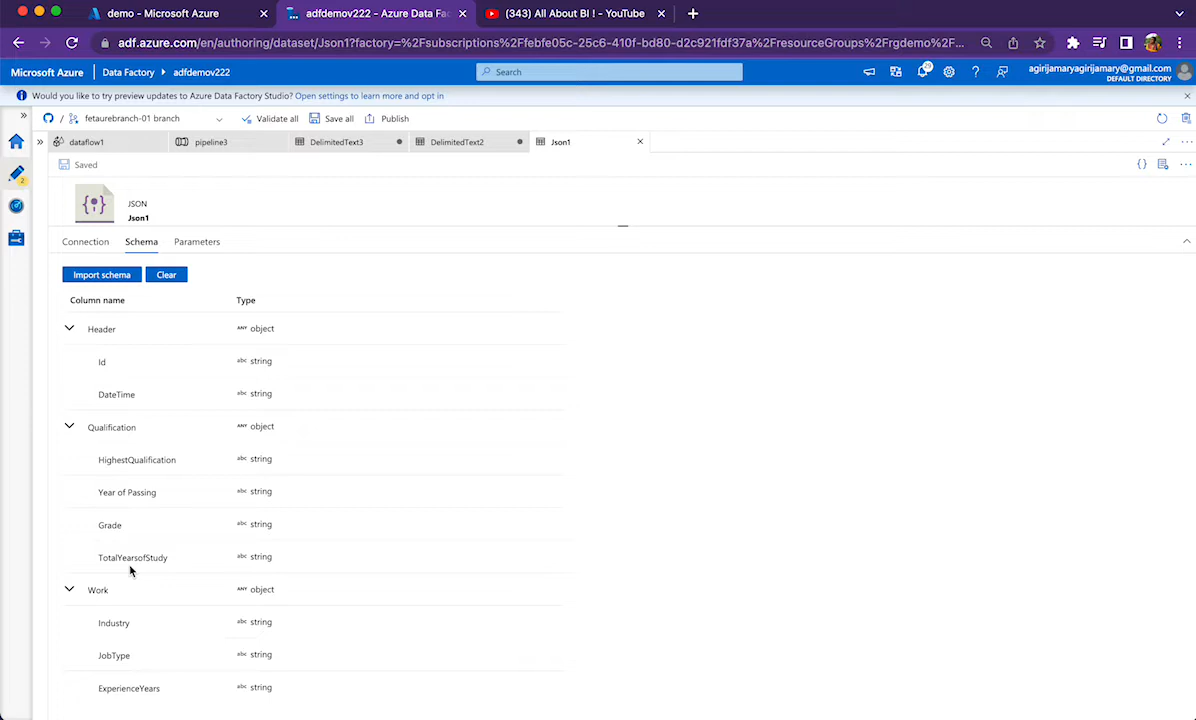 demo - Microsoft Azure
adfdemov222 - Azure Data Fac
(343) All About BI ! - YouTube
adf.azure.com/en/authoring/dataset/Json1?factory=%2Fsubscriptions%2Ffebfe05c-25c6-410f-bd80-d2c921fdf37a%2FresourceGroups%2Frgdemo%2F...
Microsoft Azure
Data Factory
adfdemov222
Search
29
agirijamaryagirijamary@gmail.com
DEFAULT DIRECTORY
Would you like to try preview updates to Azure Data Factory Studio? Open settings to learn more and opt in
/ fetaurebranch-01 branch
Validate all
Save all
Publish
dataflow1
pipeline3
DelimitedText3
DelimitedText2
Json1
Saved
2
JSON
Json1
Connection
Schema
Parameters
Import schema
Clear
Column name Type
Header ANY object
Id abc string
DateTime abc string
Qualification ANY object
HighestQualification abc string
Year of Passing abc string
Grade abc string
TotalYearsofStudy abc string
Work ANY object
Industry abc string
JobType abc string
ExperienceYears abc string